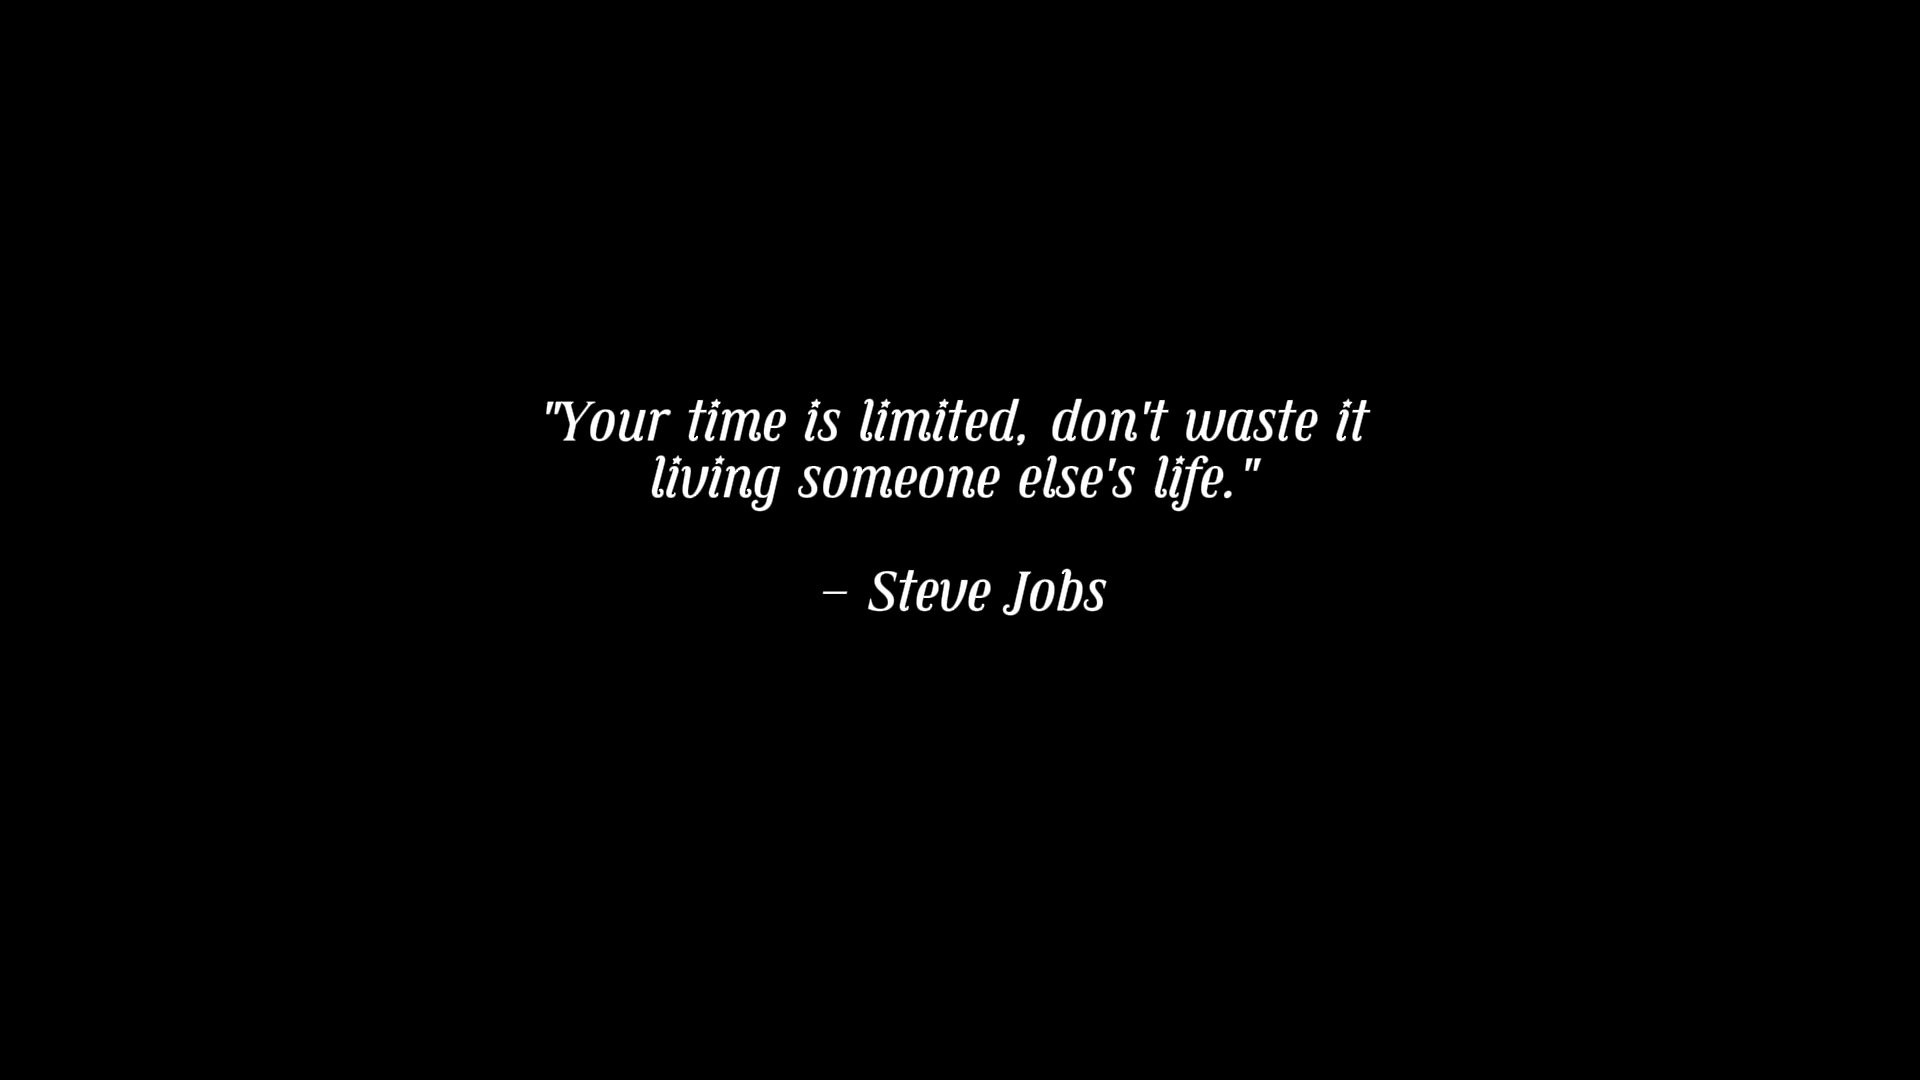 "Your time is limited, don't waste it
living someone else's life."
– Steve Jobs